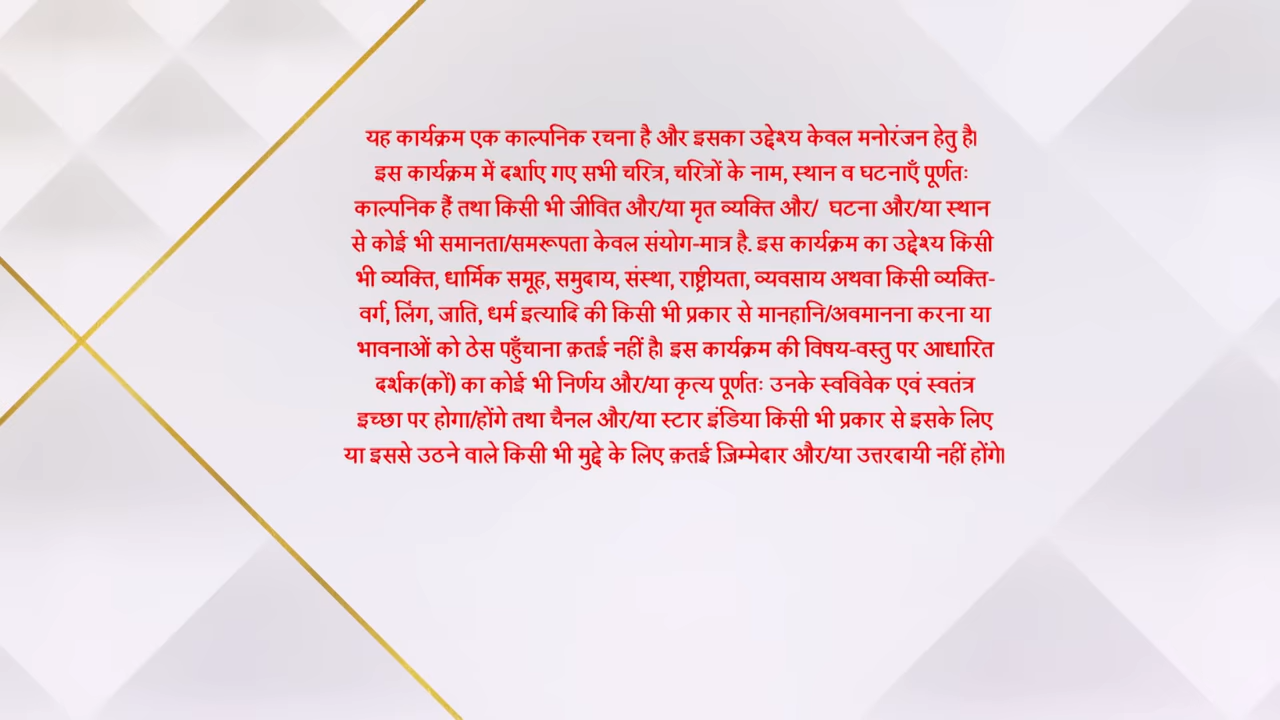 यह कार्यक्रम एक काल्पनिक रचना है और इसका उद्देश्य केवल मनोरंजन हेतु है।
इस कार्यक्रम में दर्शाए गए सभी चरित्र, चरित्रों के नाम, स्थान व घटनाएँ पूर्णतः
काल्पनिक हैं तथा किसी भी जीवित और/या मृत व्यक्ति और/  घटना और/या स्थान
से कोई भी समानता/समरूपता केवल संयोग-मात्र है. इस कार्यक्रम का उद्देश्य किसी
भी व्यक्ति, धार्मिक समूह, समुदाय, संस्था, राष्ट्रीयता, व्यवसाय अथवा किसी व्यक्ति-
वर्ग, लिंग, जाति, धर्म इत्यादि की किसी भी प्रकार से मानहानि/अवमानना करना या
भावनाओं को ठेस पहुँचाना क़तई नहीं है। इस कार्यक्रम की विषय-वस्तु पर आधारित
दर्शक(कों) का कोई भी निर्णय और/या कृत्य पूर्णतः उनके स्वविवेक एवं स्वतंत्र
इच्छा पर होगा/होंगे तथा चैनल और/या स्टार इंडिया किसी भी प्रकार से इसके लिए
या इससे उठने वाले किसी भी मुद्दे के लिए क़तई ज़िम्मेदार और/या उत्तरदायी नहीं होंगे।